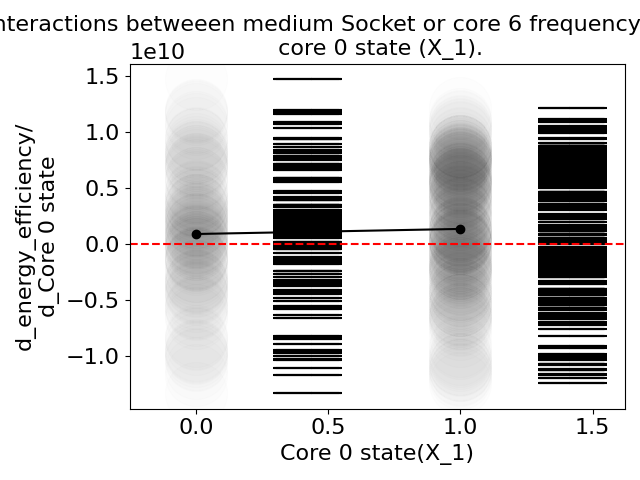 nteractions betweeen medium Socket or core 6 frequency
core 0 state (X_1).
1e10
1.5
1.0
0.5
0.0
−0.5
−1.0
d_energy_efficiency/
d_Core 0 state
0.0 0.5 1.0 1.5
Core 0 state(X_1)